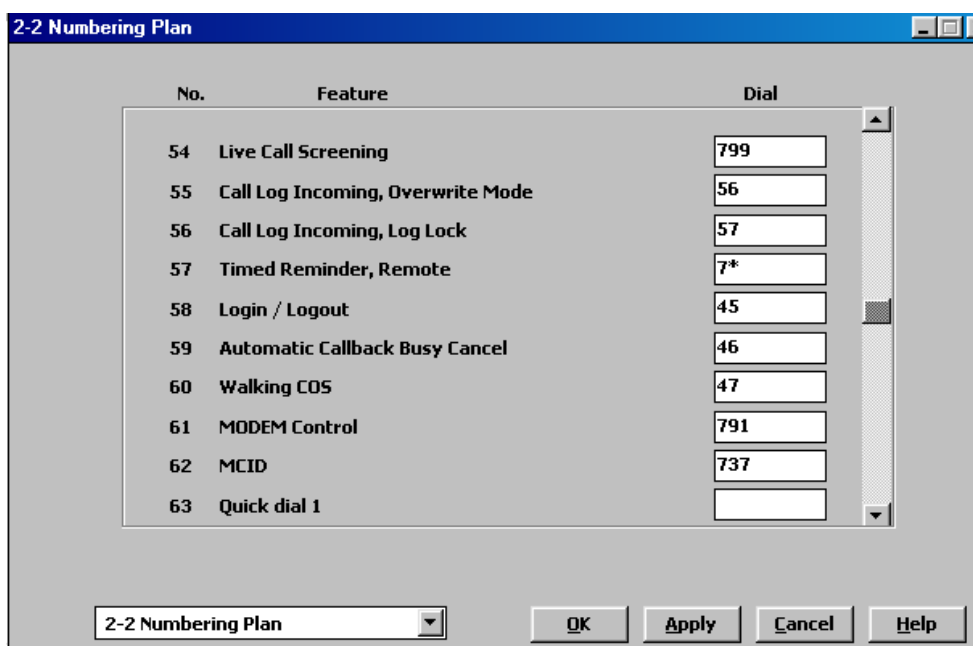 2-2 Numbering Plan
No. Feature Dial
54 Live Call Screening 799
55 Call Log Incoming, Overwrite Mode 56
56 Call Log Incoming, Log Lock 57
57 Timed Reminder, Remote 7*
58 Login / Logout 45
59 Automatic Callback Busy Cancel 46
60 Walking COS 47
61 MODEM Control 791
62 MCID 737
63 Quick dial 1
2-2 Numbering Plan OK Apply Cancel Help